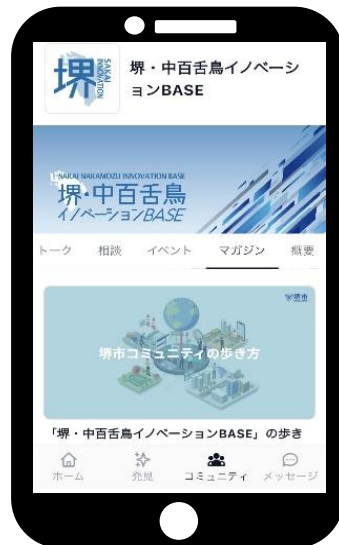 堺
SAKAI
INNOVATION
堺・中百舌鳥イノベーシ
ョンBASE
SAKAI NAKAMOZU INNOVATION BASE
堺・中百舌鳥
イノベーションBASE
トーク 相談 イベント マガジン 概要
堺市
堺市コミュニティの歩き方
「堺・中百舌鳥イノベーションBASE」の歩き
ホーム 発見 コミュニティ メッセージ